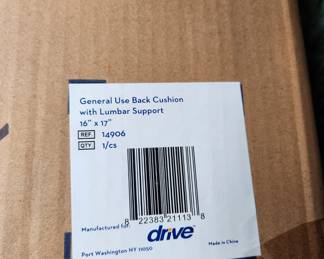 General Use Back Cushion
with Lumbar Support
16" x 17"
REF. 14906
QTY. 1/cs
8 22383 21113 8
Manufactured for: drive
Port Washington NY 11050
Made in China